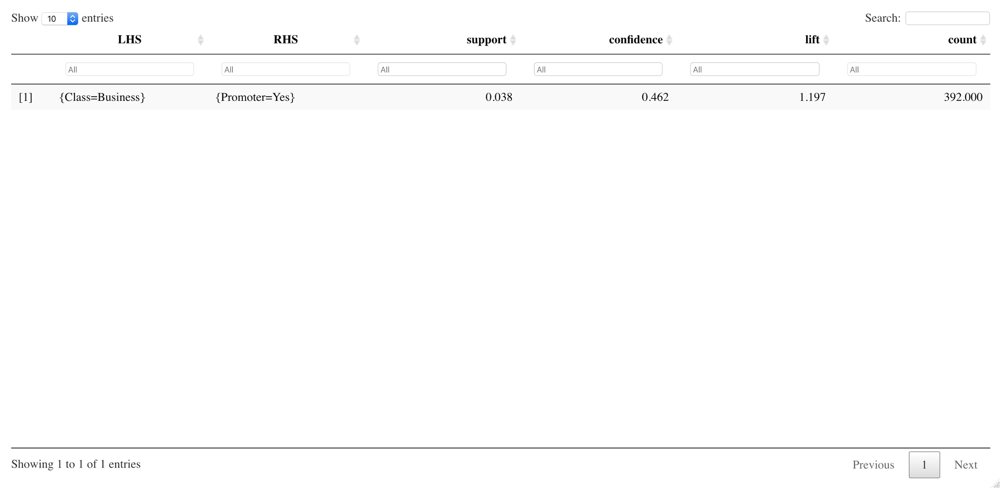 Show 10 entries Search:
LHS RHS support confidence lift count
All All All All All All
[1] {Class=Business} {Promoter=Yes} 0.038 0.462 1.197 392.000
Showing 1 to 1 of 1 entries Previous 1 Next